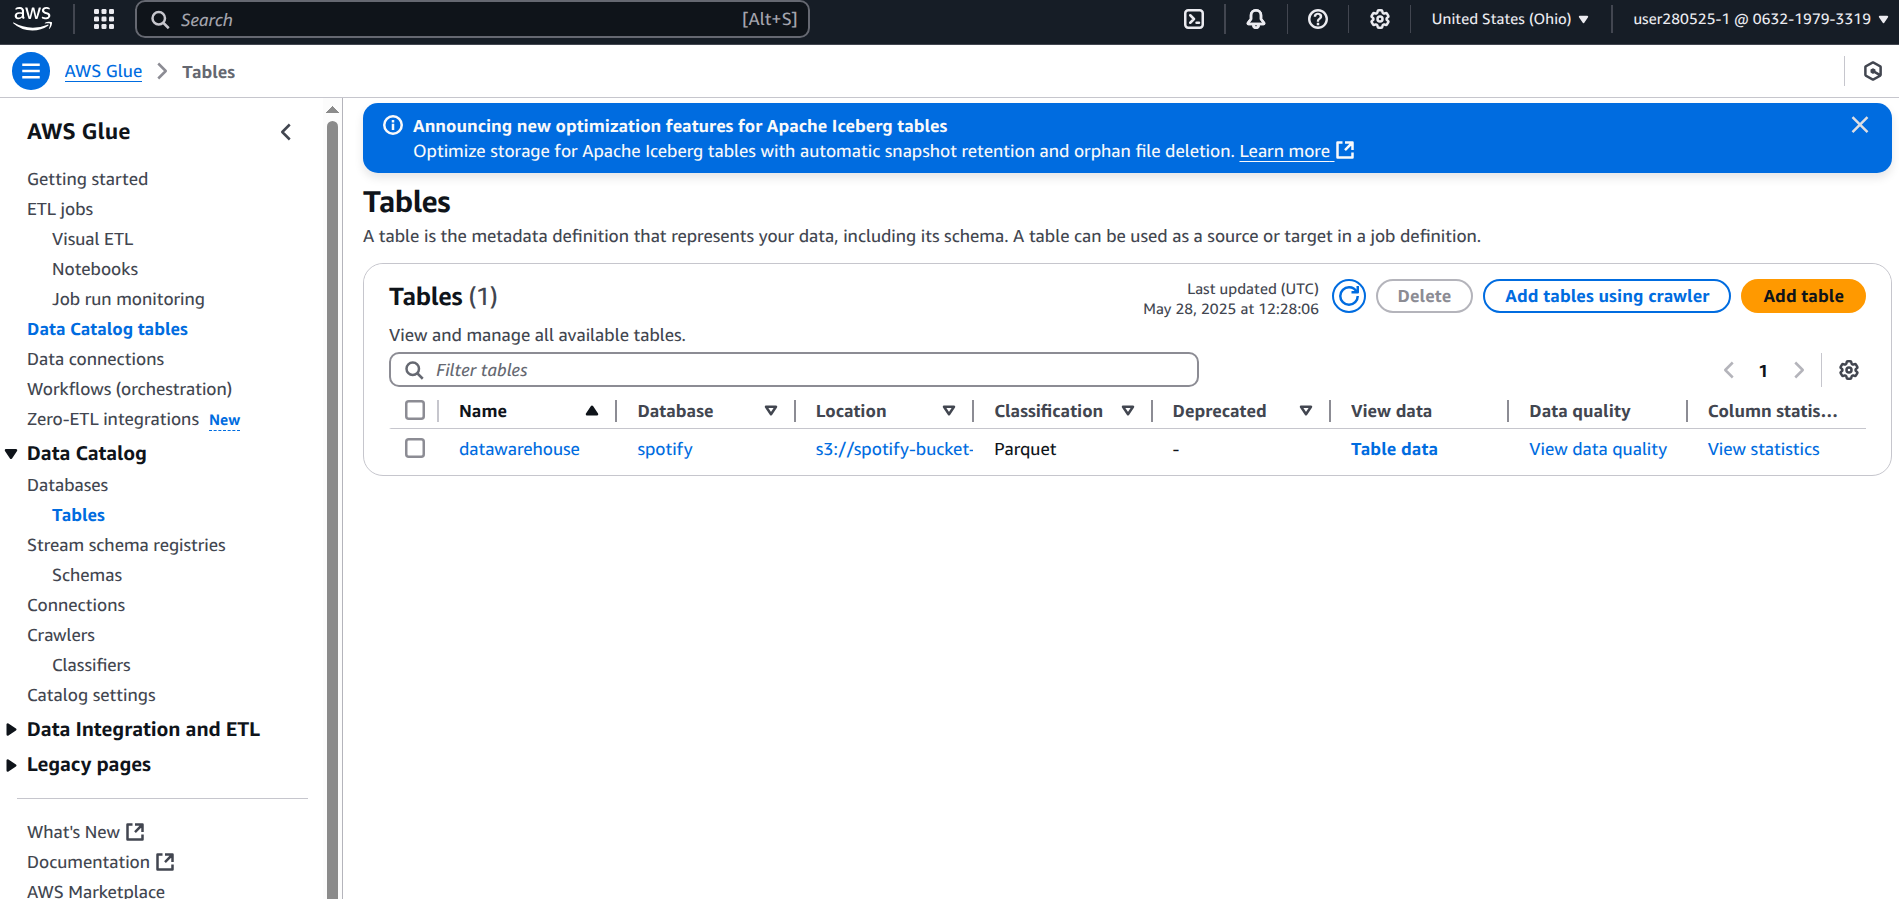 aws
Search [Alt+S]
United States (Ohio)
user280525-1 @ 0632-1979-3319
AWS Glue
Tables
AWS Glue
Getting started
ETL jobs
Visual ETL
Notebooks
Job run monitoring
Data Catalog tables
Data connections
Workflows (orchestration)
Zero-ETL integrations New
Data Catalog
Databases
Tables
Stream schema registries
Schemas
Connections
Crawlers
Classifiers
Catalog settings
Data Integration and ETL
Legacy pages
What's New
Documentation
AWS Marketplace
Announcing new optimization features for Apache Iceberg tables
Optimize storage for Apache Iceberg tables with automatic snapshot retention and orphan file deletion. Learn more
Tables
A table is the metadata definition that represents your data, including its schema. A table can be used as a source or target in a job definition.
Tables (1)
Last updated (UTC)
May 28, 2025 at 12:28:06
Delete
Add tables using crawler
Add table
View and manage all available tables.
Filter tables
1
Name Database Location Classification Deprecated View data Data quality Column statis...
datawarehouse spotify s3://spotify-bucket- Parquet - Table data View data quality View statistics